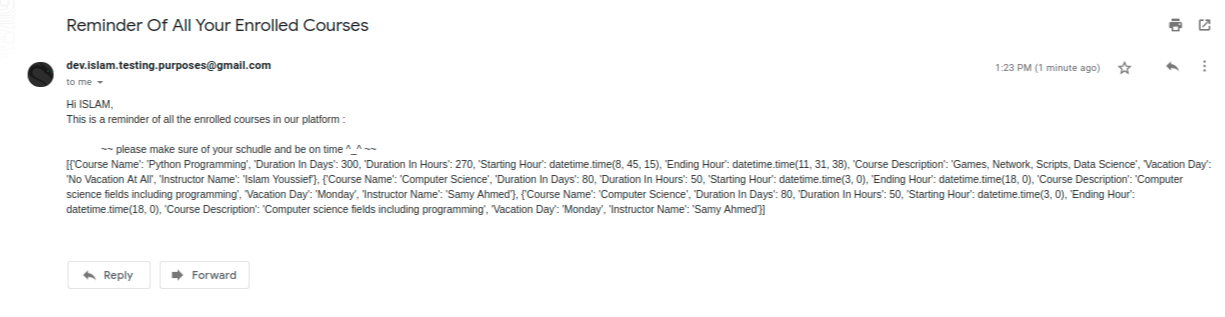 Reminder Of All Your Enrolled Courses
dev.islam.testing.purposes@gmail.com
1:23 PM (1 minute ago)
to me
Hi ISLAM,
This is a reminder of all the enrolled courses in our platform :
~~ please make sure of your schudle and be on time ^_^ ~~
[{'Course Name': 'Python Programming', 'Duration In Days': 300, 'Duration In Hours': 270, 'Starting Hour': datetime.time(8, 45, 15), 'Ending Hour': datetime.time(11, 31, 38), 'Course Description': 'Games, Network, Scripts, Data Science', 'Vacation Day':
'No Vacation At All', 'Instructor Name': 'Islam Youssief'}, {'Course Name': 'Computer Science', 'Duration In Days': 80, 'Duration In Hours': 50, 'Starting Hour': datetime.time(3, 0), 'Ending Hour': datetime.time(18, 0), 'Course Description': 'Computer
science fields including programming', 'Vacation Day': 'Monday', 'Instructor Name': 'Samy Ahmed'}, {'Course Name': 'Computer Science', 'Duration In Days': 80, 'Duration In Hours': 50, 'Starting Hour': datetime.time(3, 0), 'Ending Hour':
datetime.time(18, 0), 'Course Description': 'Computer science fields including programming', 'Vacation Day': 'Monday', 'Instructor Name': 'Samy Ahmed'}]
Reply
Forward